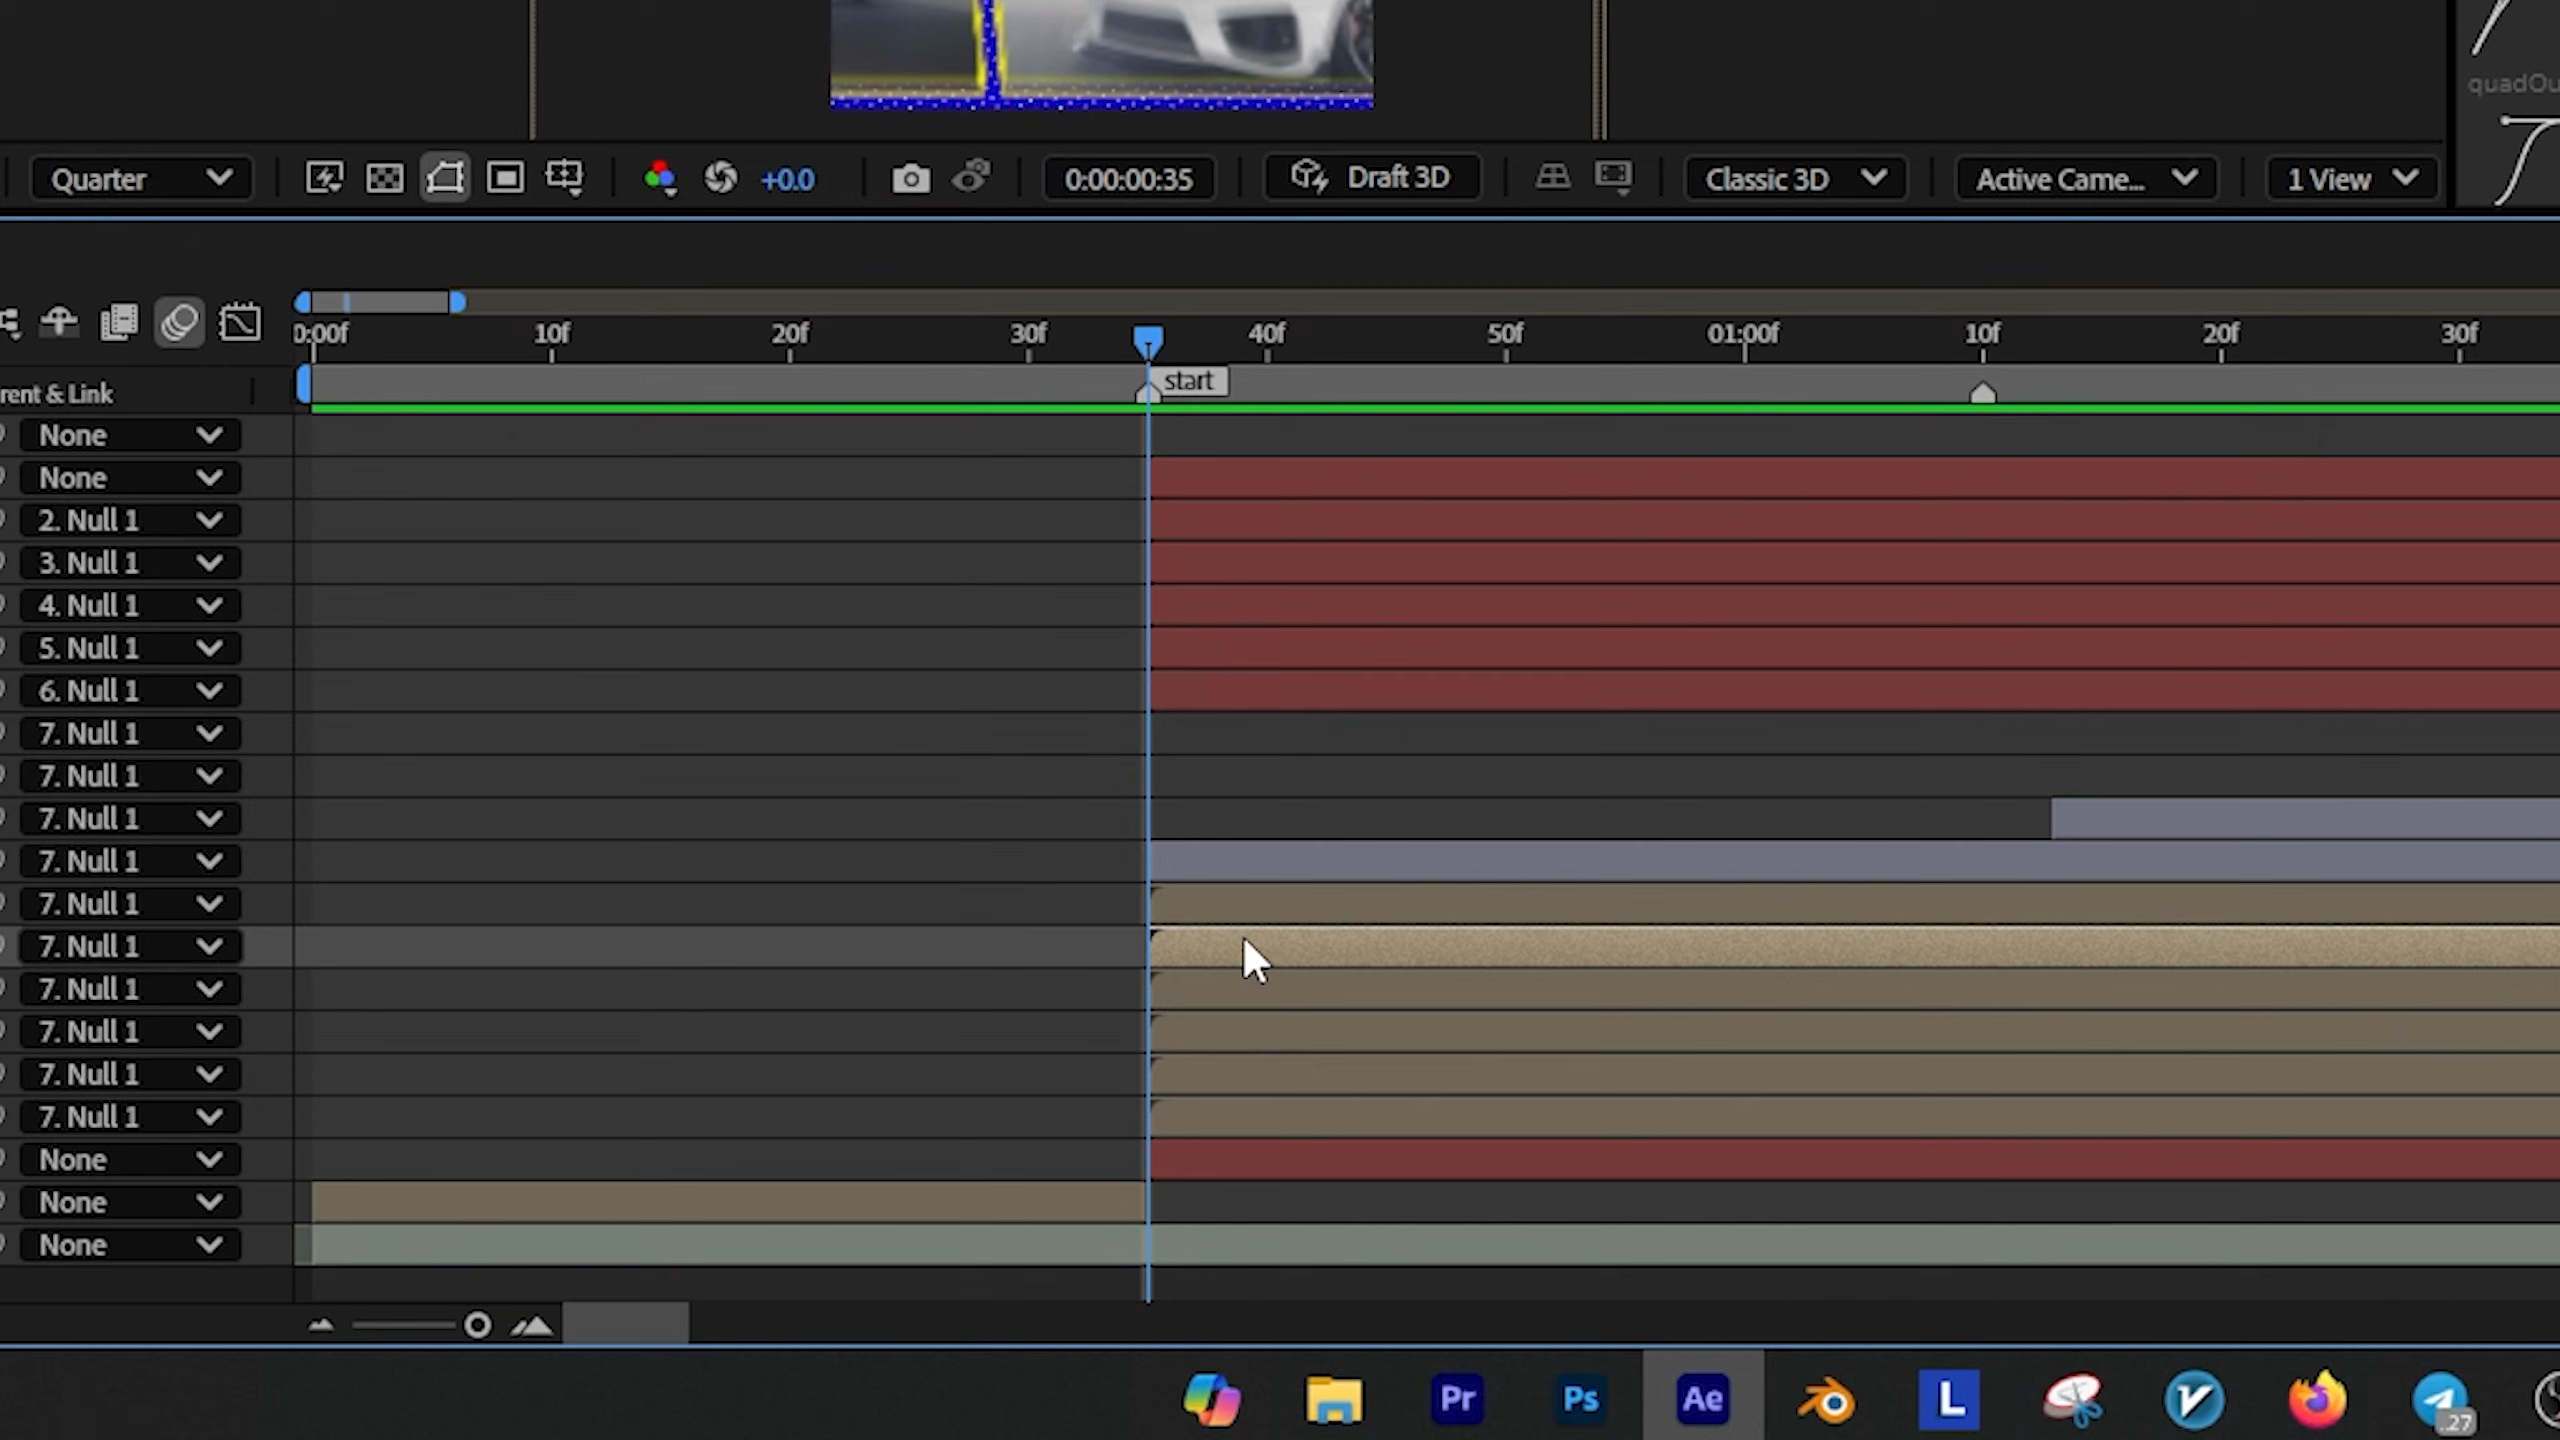 quadOu
Quarter
+0.0
0:00:00:35
Draft 3D
Classic 3D
Active Came...
1 View
0:00f 10f 20f 30f 40f 50f 01:00f 10f 20f 30f
start
rent & Link
None
None
2. Null 1
3. Null 1
4. Null 1
5. Null 1
6. Null 1
7. Null 1
7. Null 1
7. Null 1
7. Null 1
7. Null 1
7. Null 1
7. Null 1
7. Null 1
7. Null 1
7. Null 1
None
None
None
Pr Ps Ae L .27